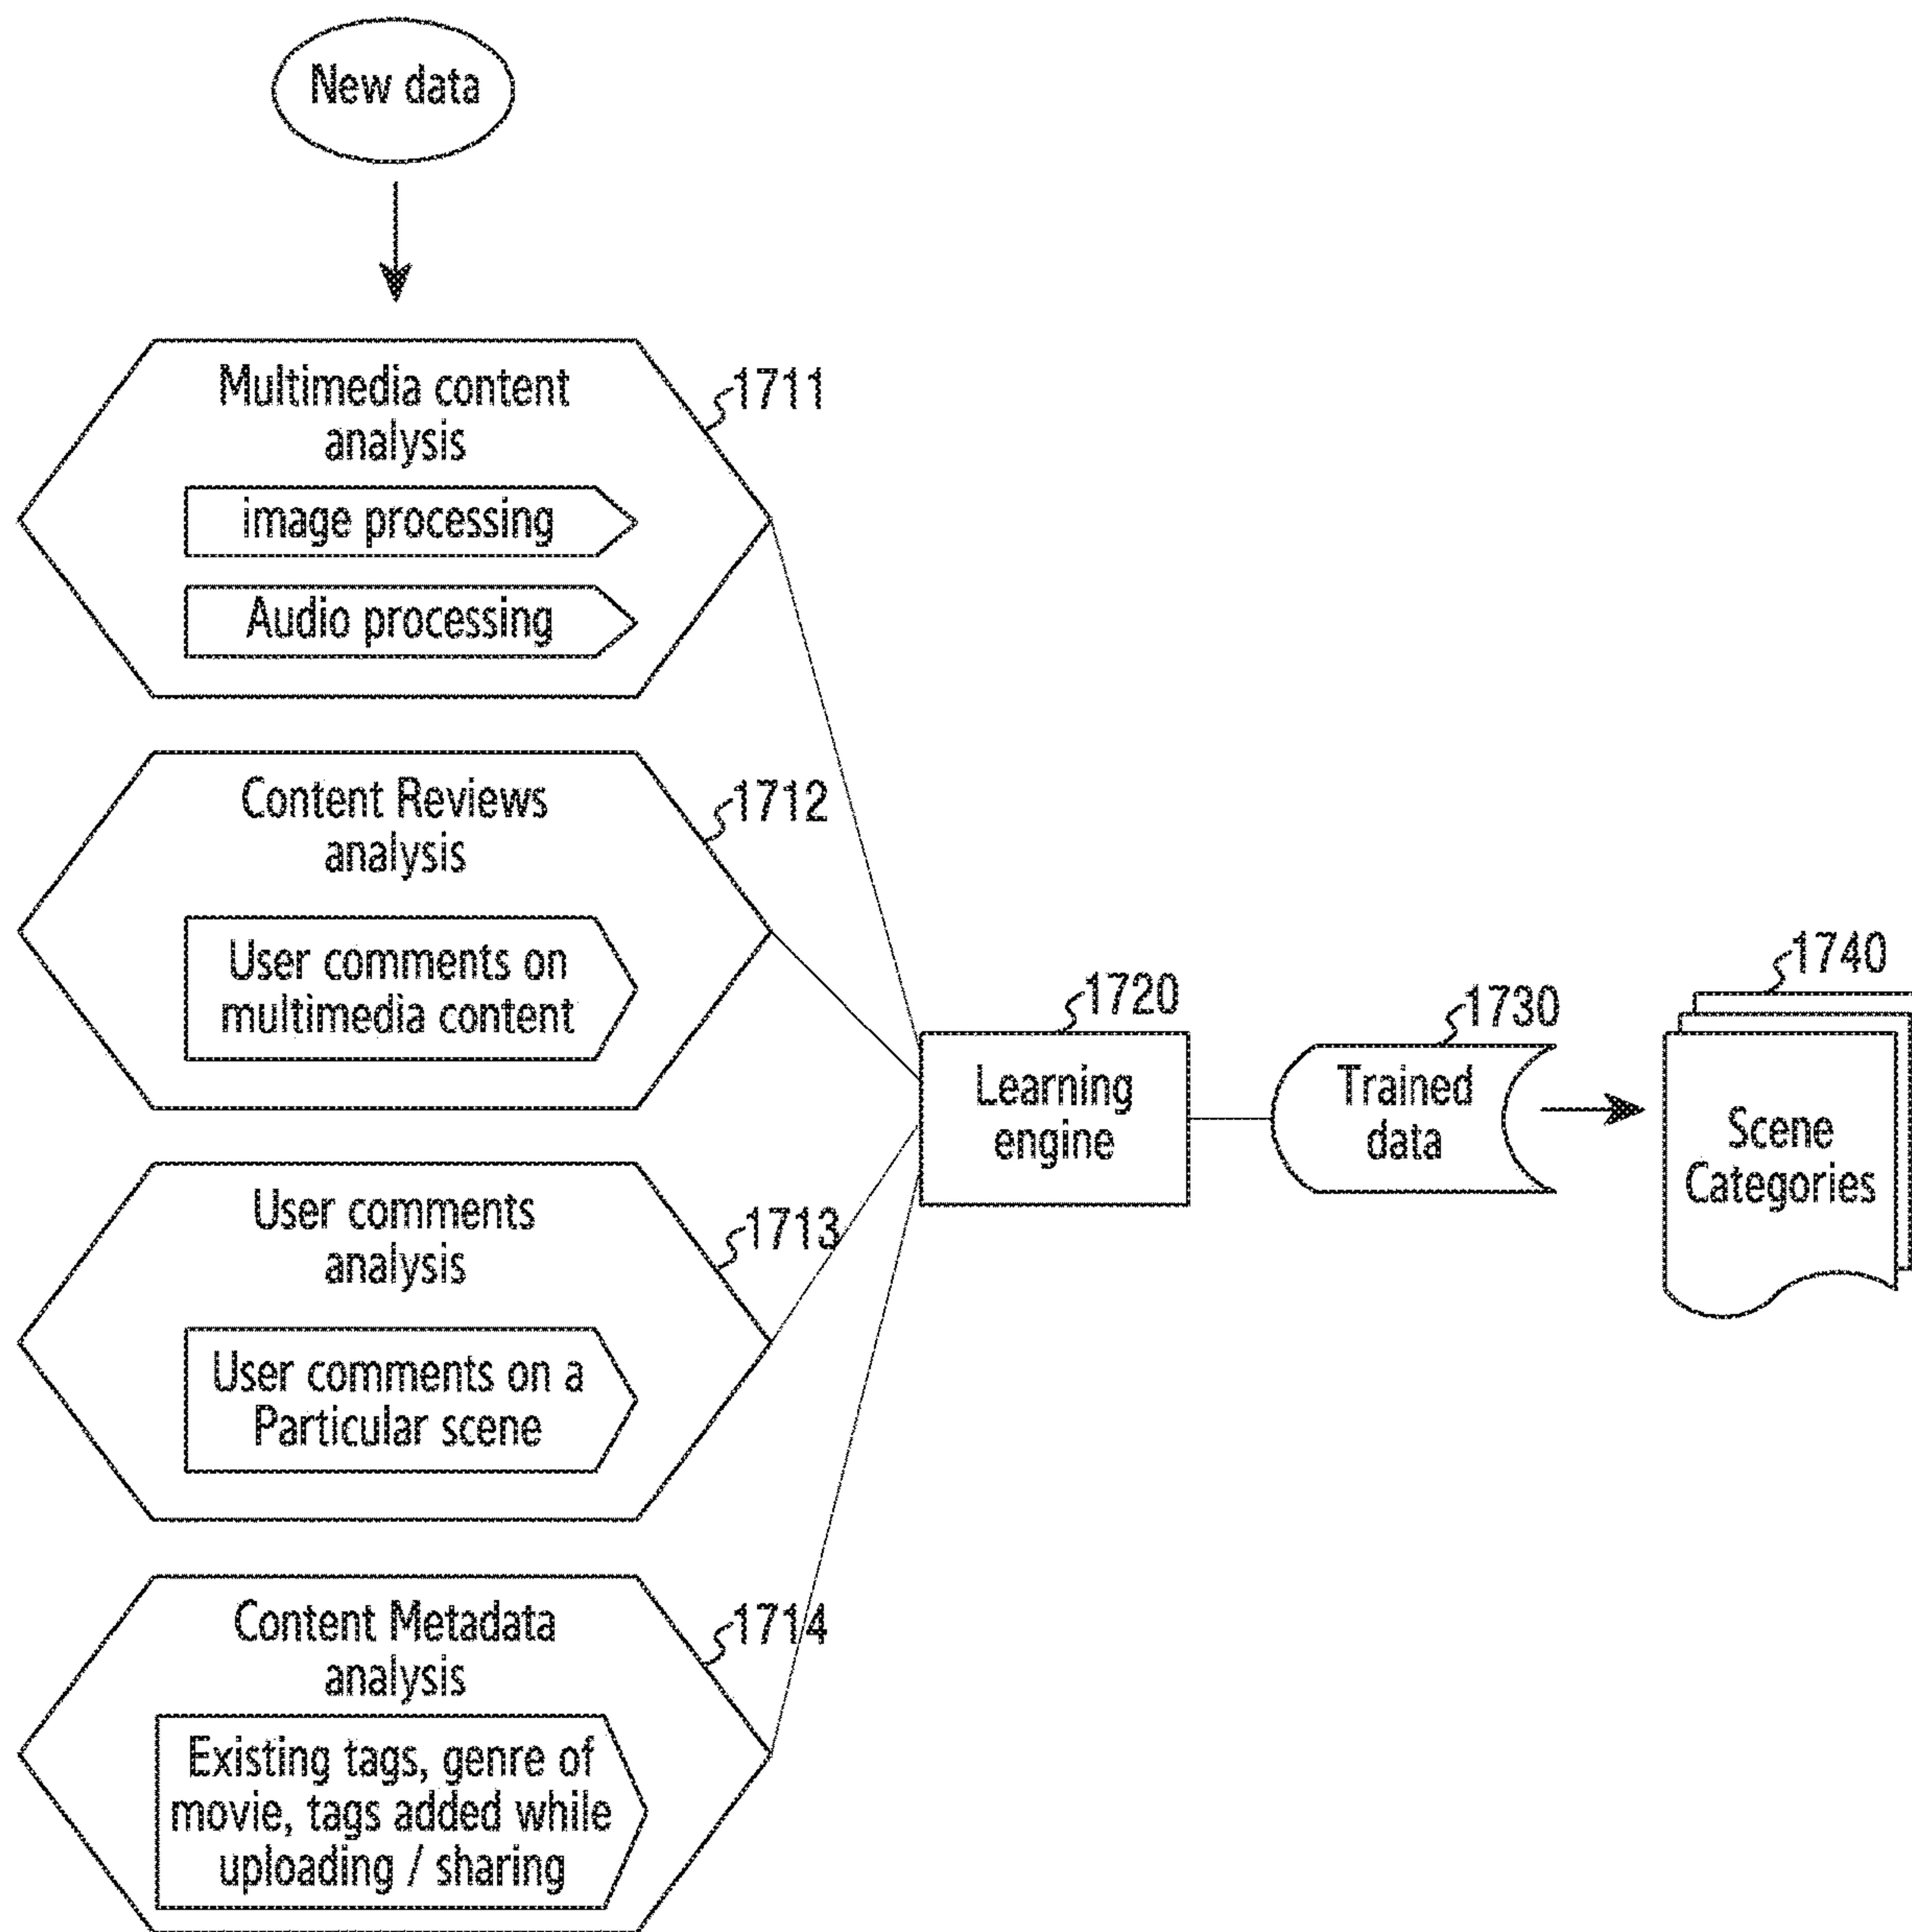 New data
Multimedia content
analysis
1711
image processing
Audio processing
Content Reviews
analysis
1712
User comments on
multimedia content
User comments
analysis
1713
User comments on a
Particular scene
Content Metadata
analysis
1714
Existing tags, genre of
movie, tags added while
uploading / sharing
1720
Learning
engine
1730
Trained
data
1740
Scene
Categories